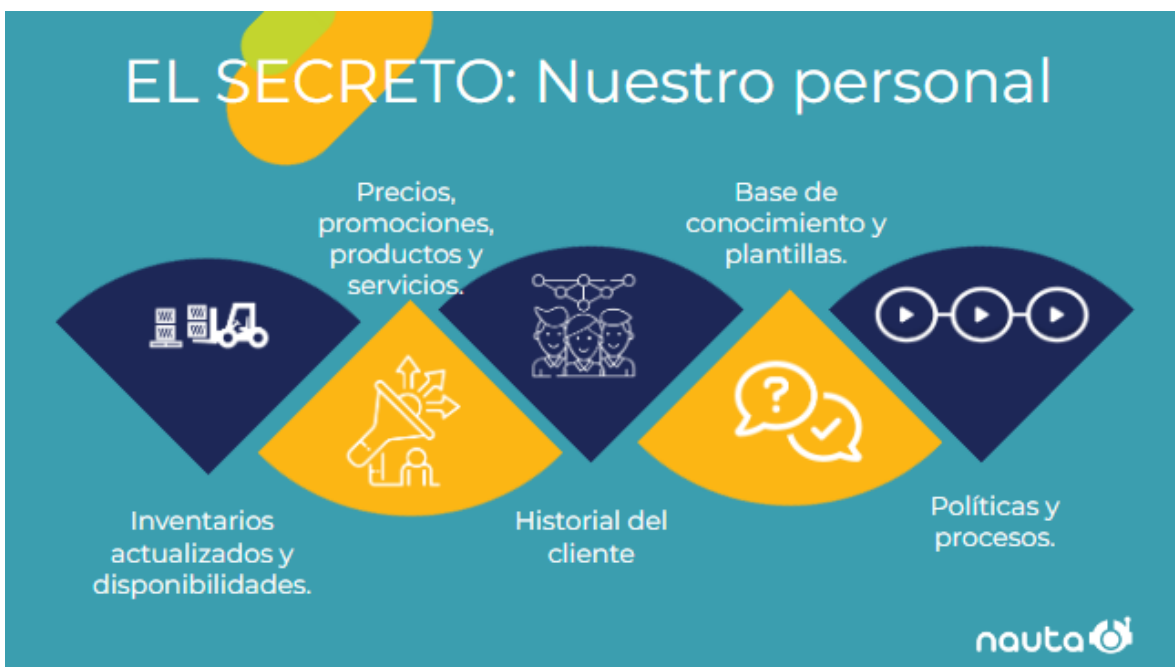 EL SECRETO: Nuestro personal
Precios,
promociones,
productos y
servicios.
Base de
conocimiento y
plantillas.
Inventarios
actualizados y
disponibilidades.
Historial del
cliente
Políticas y
procesos.
nauta